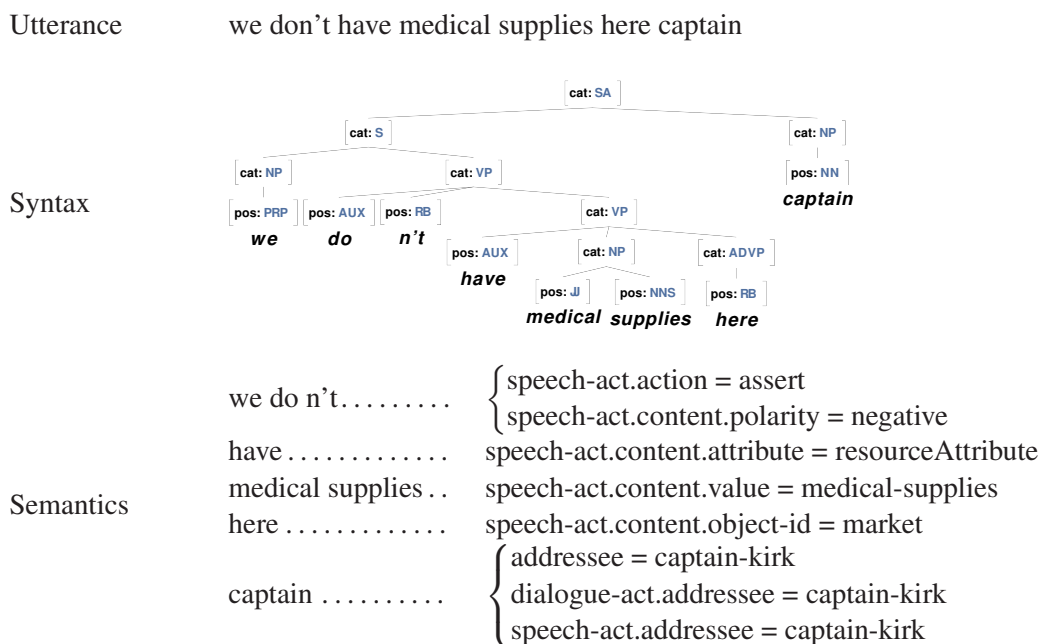 Utterance we don't have medical supplies here captain
Syntax
cat: SA
cat: S cat: NP
cat: NP cat: VP pos: NN
captain
pos: PRP pos: AUX pos: RB cat: VP
we do n't
pos: AUX cat: NP cat: ADVP
have
pos: JJ pos: NNS pos: RB
medical supplies here
Semantics
we do n't......... { speech-act.action = assert
speech-act.content.polarity = negative
have ............. speech-act.content.attribute = resourceAttribute
medical supplies .. speech-act.content.value = medical-supplies
here ............. speech-act.content.object-id = market
captain .......... { addressee = captain-kirk
dialogue-act.addressee = captain-kirk
speech-act.addressee = captain-kirk